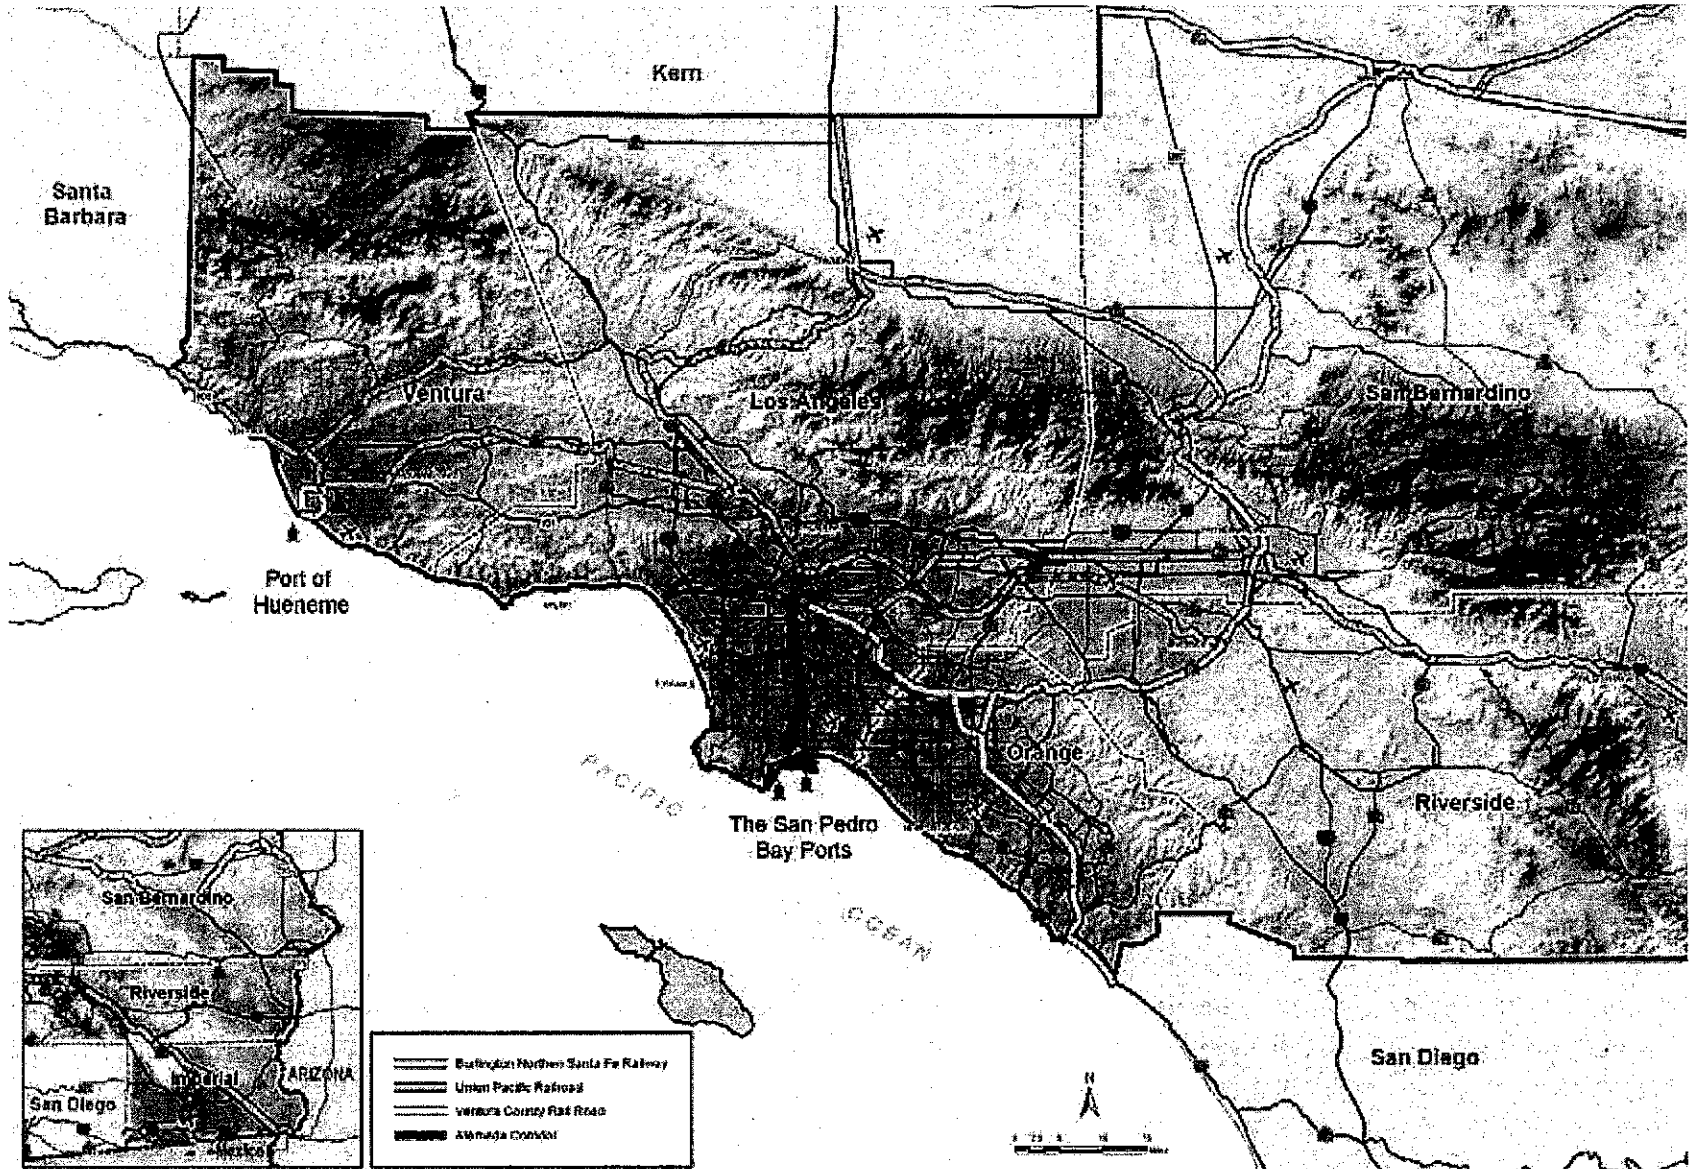 Kern
Santa
Barbara
Ventura
Los Angeles
San Bernardino
Port of
Hueneme
PACIFIC
Orange
Riverside
The San Pedro
Bay Ports
OCEAN
San Diego
San Bernardino
Riverside
Imperial
ARIZONA
San Diego
Mexico
Burlington Northern Santa Fe Railway
Union Pacific Railroad
Ventura County Rail Road
Alameda Corridor
N